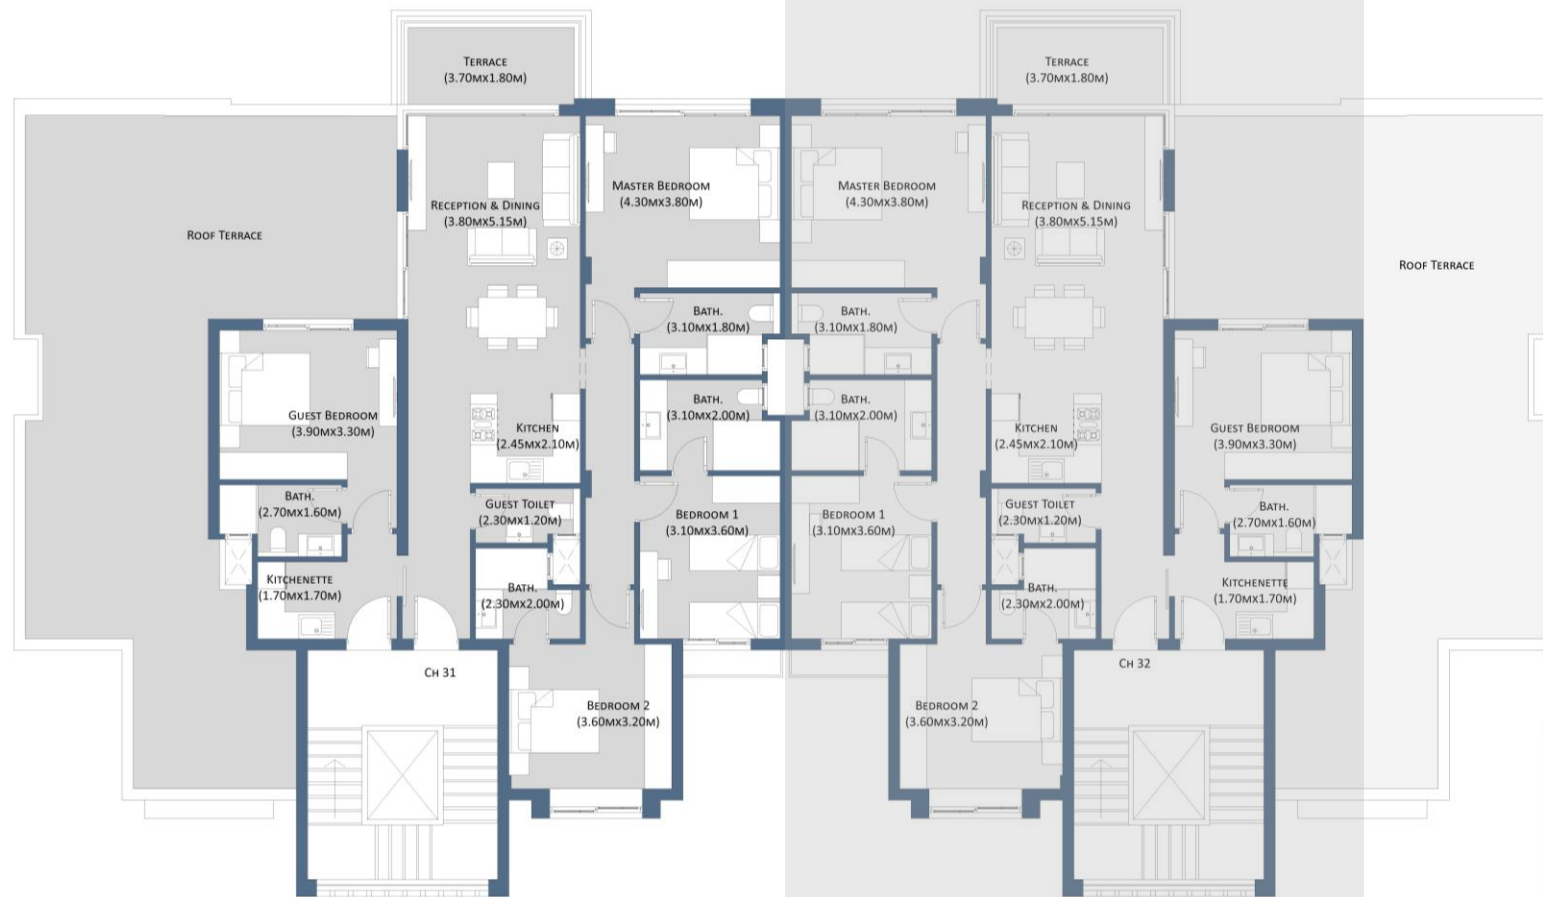 TERRACE
(3.70MX1.80M)
TERRACE
(3.70MX1.80M)
MASTER BEDROOM
(4.30MX3.80M)
MASTER BEDROOM
(4.30MX3.80M)
RECEPTION & DINING
(3.80MX5.15M)
RECEPTION & DINING
(3.80MX5.15M)
ROOF TERRACE
ROOF TERRACE
BATH.
(3.10MX1.80M)
BATH.
(3.10MX1.80M)
BATH.
(3.10MX2.00M)
BATH.
(3.10MX2.00M)
GUEST BEDROOM
(3.90MX3.30M)
KITCHEN
(2.45MX2.10M)
KITCHEN
(2.45MX2.10M)
GUEST BEDROOM
(3.90MX3.30M)
BATH.
(2.70MX1.60M)
GUEST TOILET
(2.30MX1.20M)
BEDROOM 1
(3.10MX3.60M)
BEDROOM 1
(3.10MX3.60M)
GUEST TOILET
(2.30MX1.20M)
BATH.
(2.70MX1.60M)
KITCHENETTE
(1.70MX1.70M)
BATH.
(2.30MX2.00M)
BATH.
(2.30MX2.00M)
KITCHENETTE
(1.70MX1.70M)
CH 31
CH 32
BEDROOM 2
(3.60MX3.20M)
BEDROOM 2
(3.60MX3.20M)